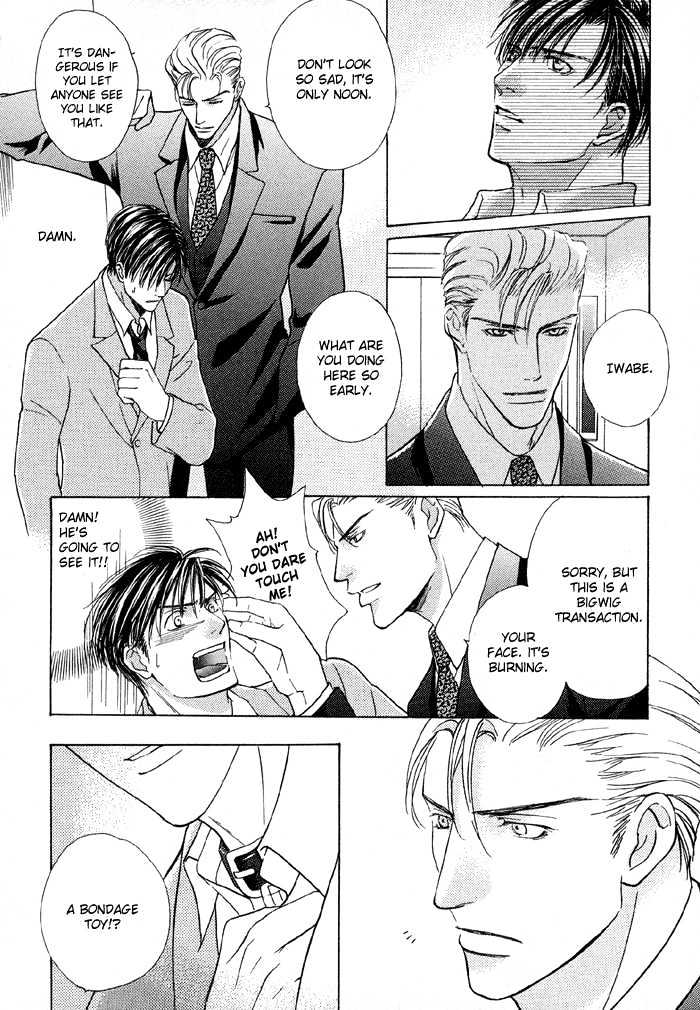 IWABE.
DON'T LOOK
SO SAD, IT'S
ONLY NOON.
IT'S DAN-
GEROUS IF
YOU LET
ANYONE SEE
YOU LIKE
THAT.
DAMN.
WHAT ARE
YOU DOING
HERE SO
EARLY.
SORRY, BUT
THIS IS A
BIGWIG
TRANSACTION.
YOUR
FACE. IT'S
BURNING.
AH!
DON'T
YOU DARE
TOUCH
ME!
DAMN!
HE'S
GOING TO
SEE IT!!
A BONDAGE
TOY!?